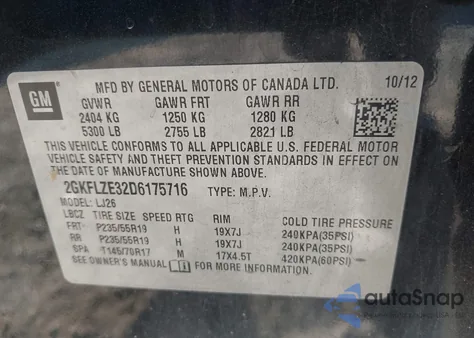 GM
MFD BY GENERAL MOTORS OF CANADA LTD. 10/12
GVWR GAWR FRT GAWR RR
2404 KG 1250 KG 1280 KG
5300 LB 2755 LB 2821 LB
THIS VEHICLE CONFORMS TO ALL APPLICABLE U.S. FEDERAL MOTOR
VEHICLE SAFETY AND THEFT PREVENTION STANDARDS IN EFFECT ON THE
DATE OF MANUFACTURE SHOWN ABOVE.
2GKFLZE32D6175716 TYPE: M.P.V.
MODEL: LJ26
LBCZ TIRE SIZE SPEED RTG RIM COLD TIRE PRESSURE
FRT- P235/55R19 H 19X7J 240KPA(35PSI)
RR P235/55R19 H 19X7J 240KPA(35PSI)
SPA T145/70R17 M 17X4.5T 420KPA(60PSI)
SEE OWNER'S MANUAL FOR MORE INFORMATION.
autoSnap